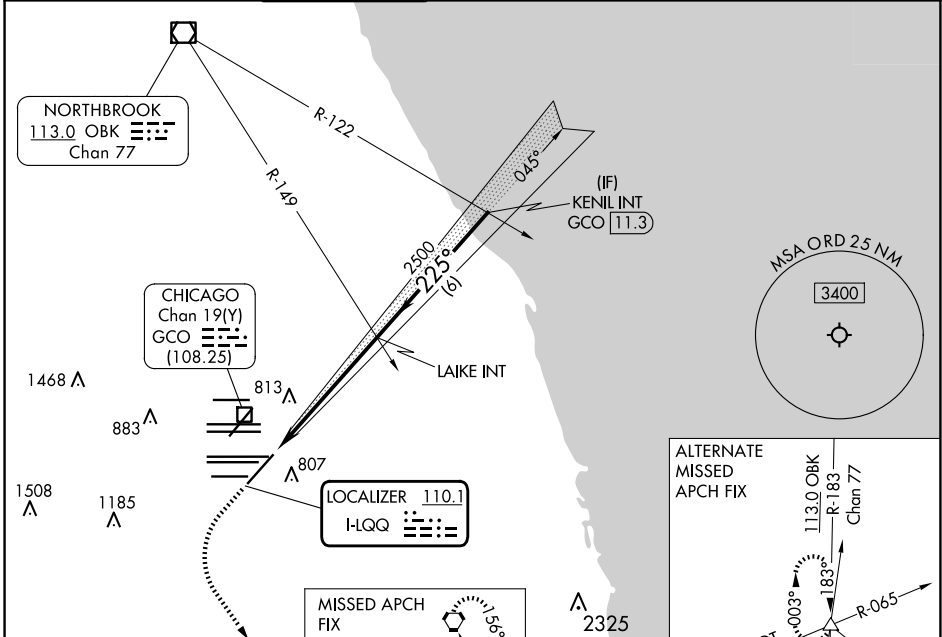 NORTHBROOK
113.0 OBK
Chan 77
R-122
R-149
045°
(IF)
KENIL INT
GCO 11.3
2500
225°
(6)
MSA ORD 25 NM
3400
CHICAGO
Chan 19(Y)
GCO
(108.25)
LAIKE INT
1468
813
883
807
1508
1185
LOCALIZER 110.1
I-LQQ
ALTERNATE
MISSED
APCH FIX
113.0 OBK
R-183
Chan 77
003°
183°
R-065
MISSED APCH
FIX
156°
2325